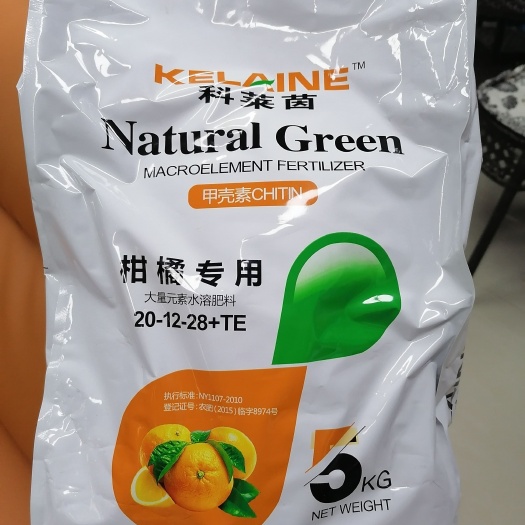 KELAINE™
科莱茵
Natural Green
MACROELEMENT FERTILIZER
甲壳素CHITIN
柑橘专用
大量元素水溶肥料
20-12-28+TE
执行标准:NY1107-2010
登记证号:农肥(2015)临字8974号
5KG
NET WEIGHT